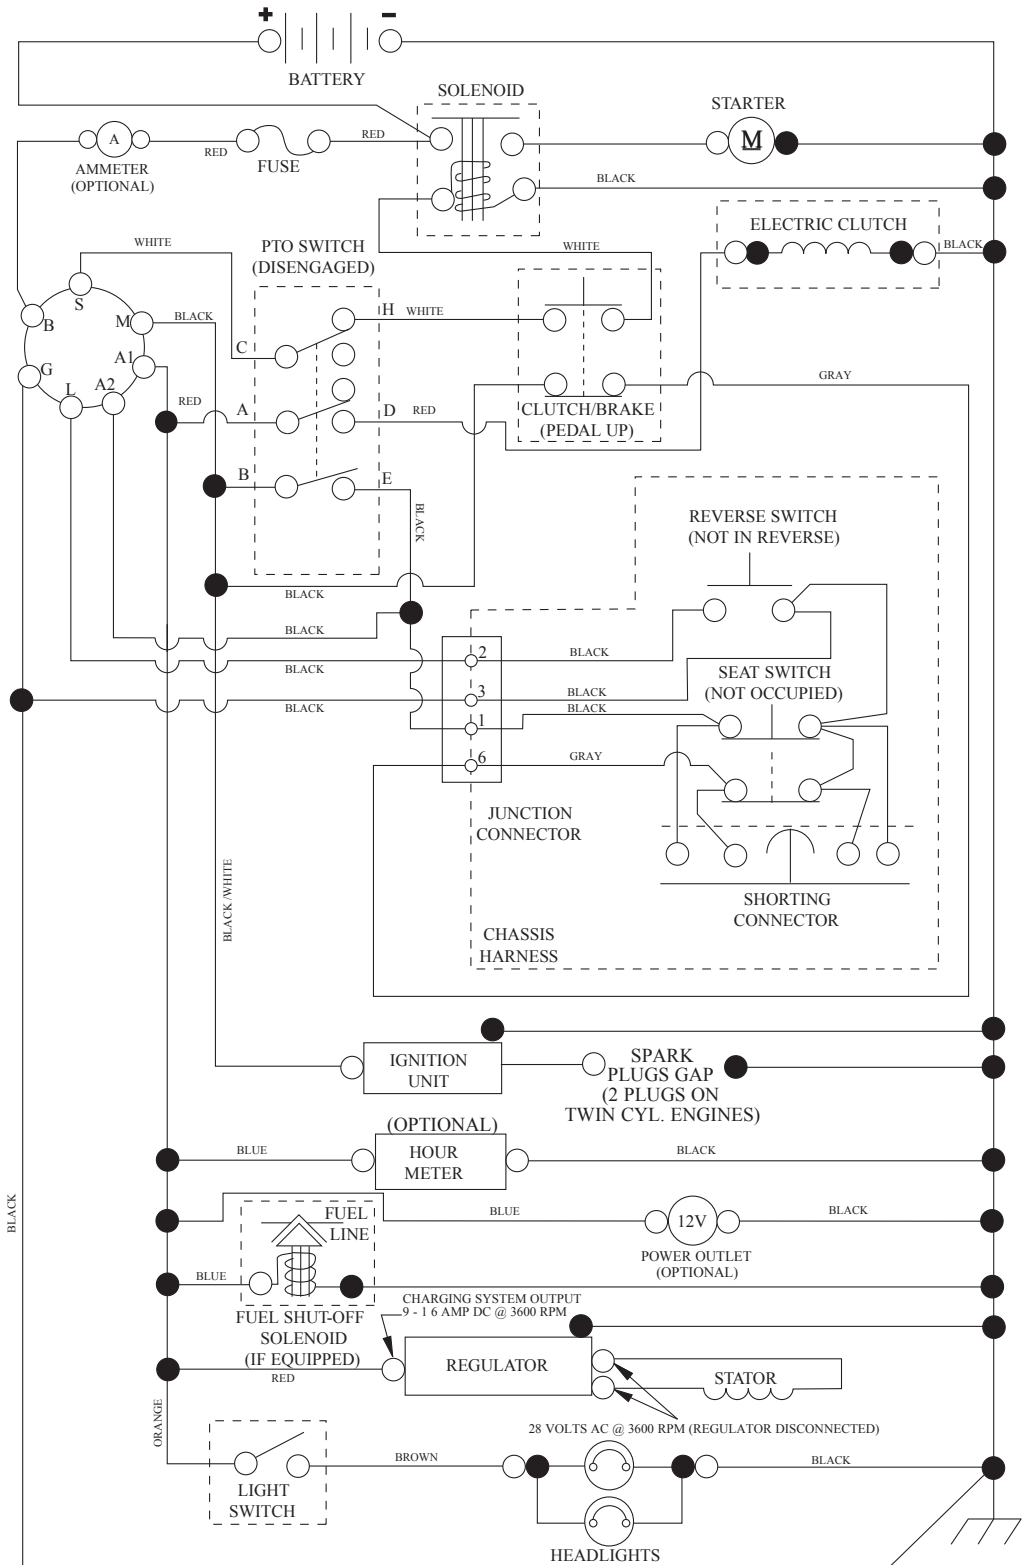 + −
BATTERY
SOLENOID
STARTER
M
A
RED
FUSE
RED
AMMETER
(OPTIONAL)
BLACK
ELECTRIC CLUTCH
BLACK
WHITE
PTO SWITCH
(DISENGAGED)
WHITE
S
B
M
BLACK
H
WHITE
G
A1
C
L
A2
RED
A
D
RED
GRAY
CLUTCH/BRAKE
(PEDAL UP)
B
E
BLACK
REVERSE SWITCH
(NOT IN REVERSE)
BLACK
BLACK
BLACK
2
BLACK
SEAT SWITCH
(NOT OCCUPIED)
BLACK
3
BLACK
BLACK
1
6
GRAY
JUNCTION
CONNECTOR
SHORTING
CONNECTOR
BLACK /WHITE
CHASSIS
HARNESS
IGNITION
UNIT
SPARK
PLUGS GAP
(2 PLUGS ON
TWIN CYL. ENGINES)
(OPTIONAL)
BLUE
HOUR
METER
BLACK
BLACK
FUEL
LINE
BLUE
12V
BLACK
POWER OUTLET
(OPTIONAL)
BLUE
FUEL SHUT-OFF
SOLENOID
(IF EQUIPPED)
CHARGING SYSTEM OUTPUT
9 - 1 6 AMP DC @ 3600 RPM
RED
REGULATOR
STATOR
28 VOLTS AC @ 3600 RPM (REGULATOR DISCONNECTED)
ORANGE
LIGHT
SWITCH
BROWN
BLACK
HEADLIGHTS